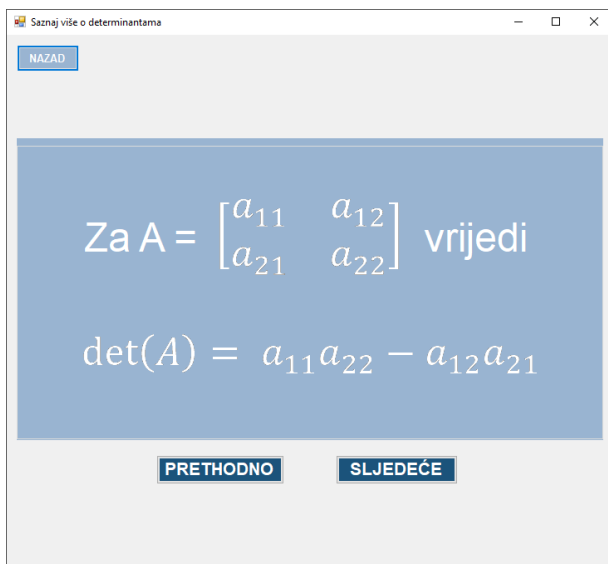 Saznaj više o determinantama
NAZAD
Za A = [a₁₁ a₁₂
a₂₁ a₂₂] vrijedi
det(A) = a₁₁a₂₂ − a₁₂a₂₁
PRETHODNO
SLJEDEĆE